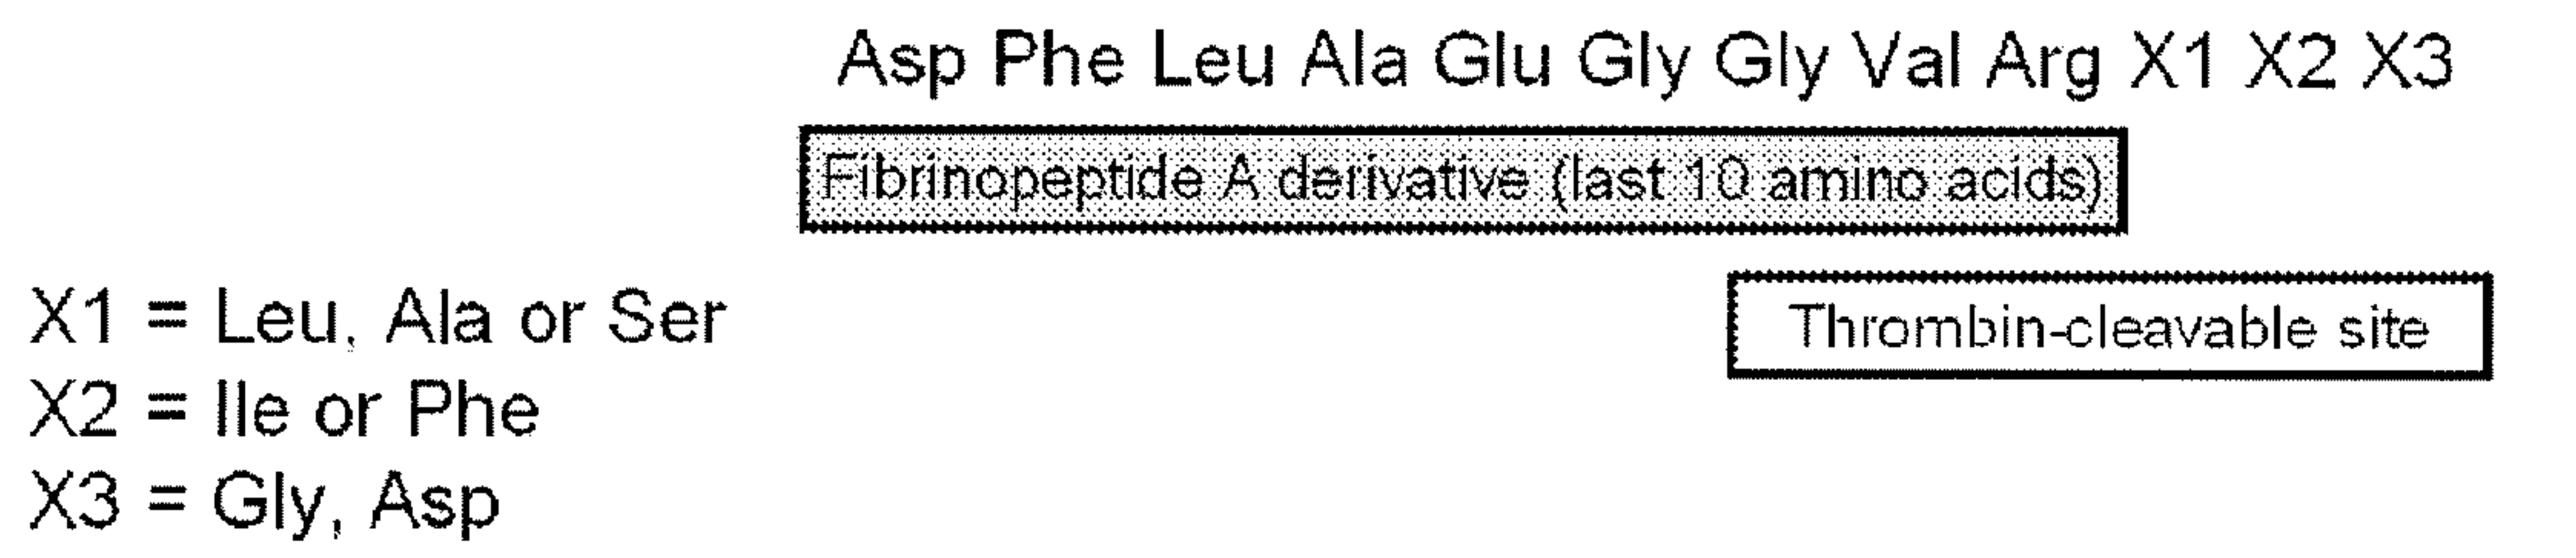 Asp Phe Leu Ala Glu Gly Gly Val Arg X1 X2 X3
Fibrinopeptide A derivative (last 10 amino acids)
Thrombin-cleavable site
X1 = Leu, Ala or Ser
X2 = Ile or Phe
X3 = Gly, Asp